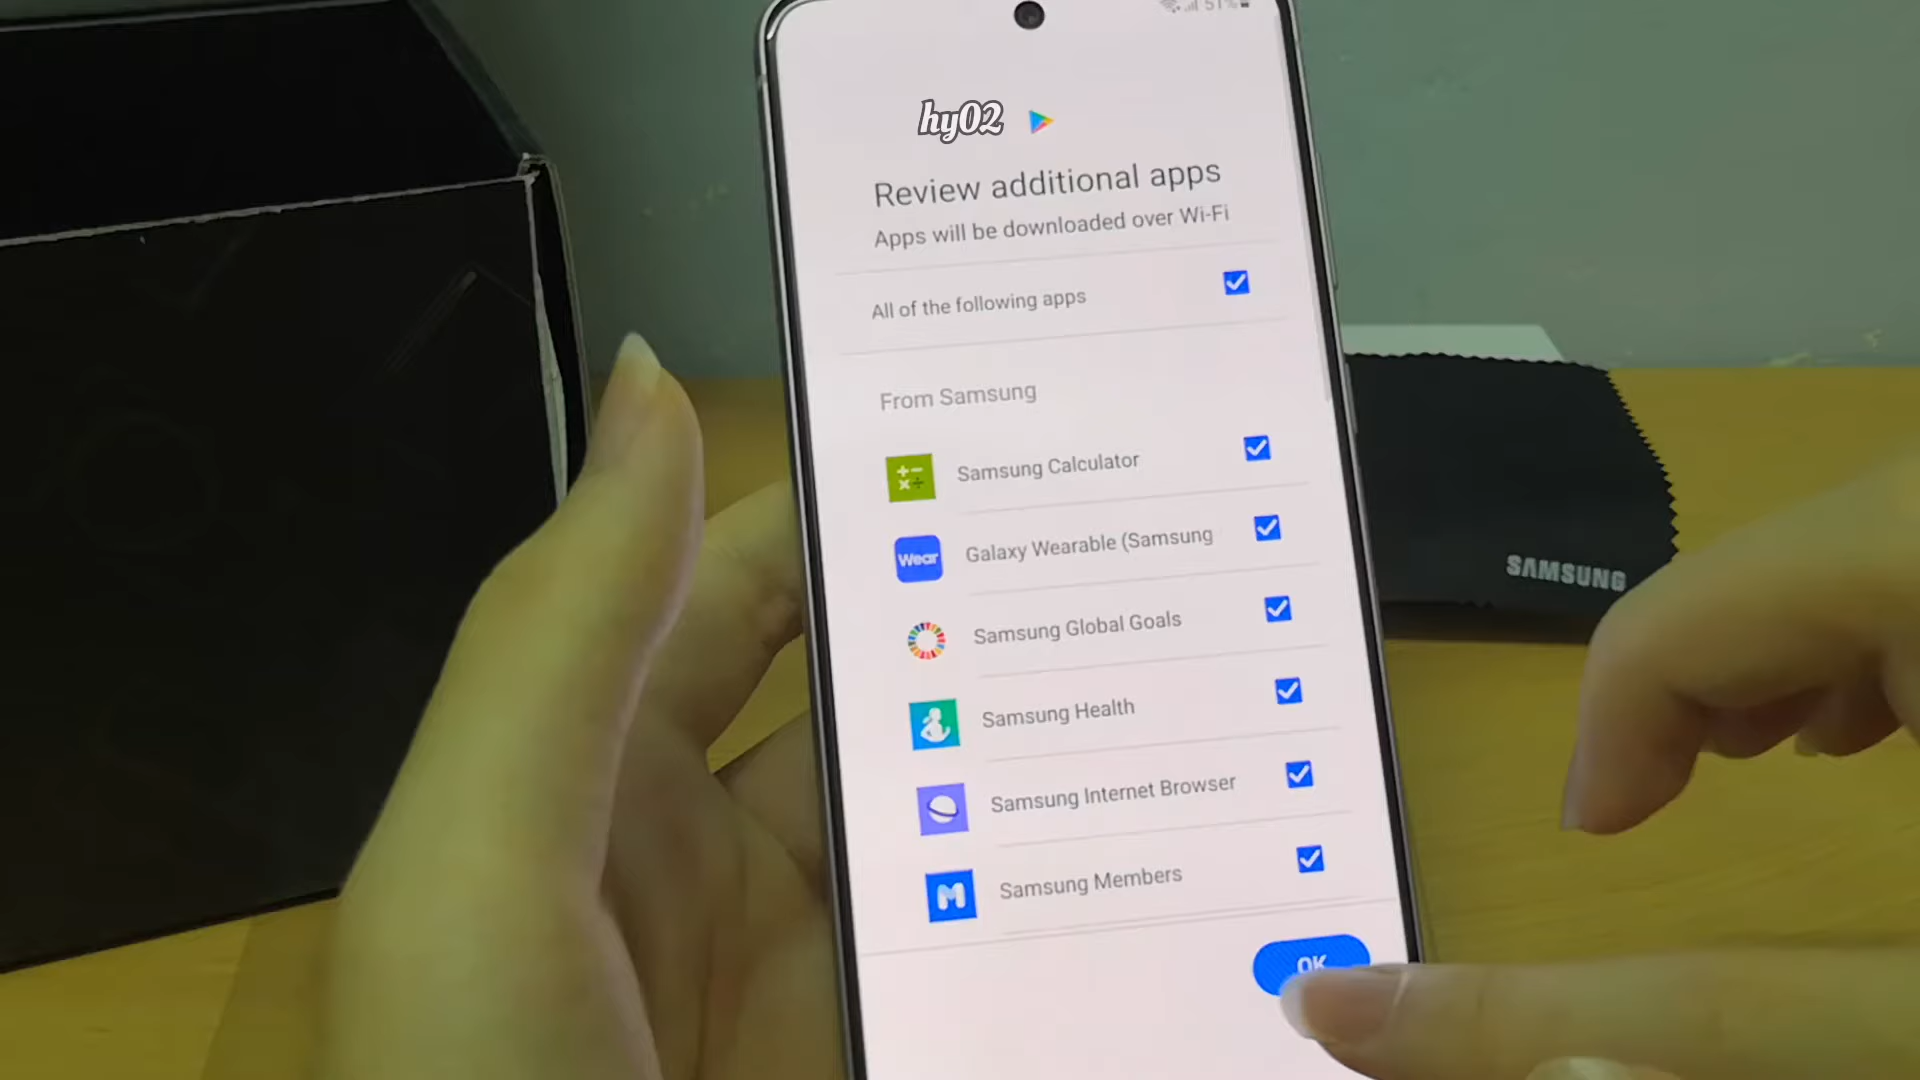 51%
hy02
Review additional apps
Apps will be downloaded over Wi-Fi
All of the following apps
From Samsung
Samsung Calculator
Wear
Galaxy Wearable (Samsung
Samsung Global Goals
Samsung Health
Samsung Internet Browser
Samsung Members
OK
SAMSUNG